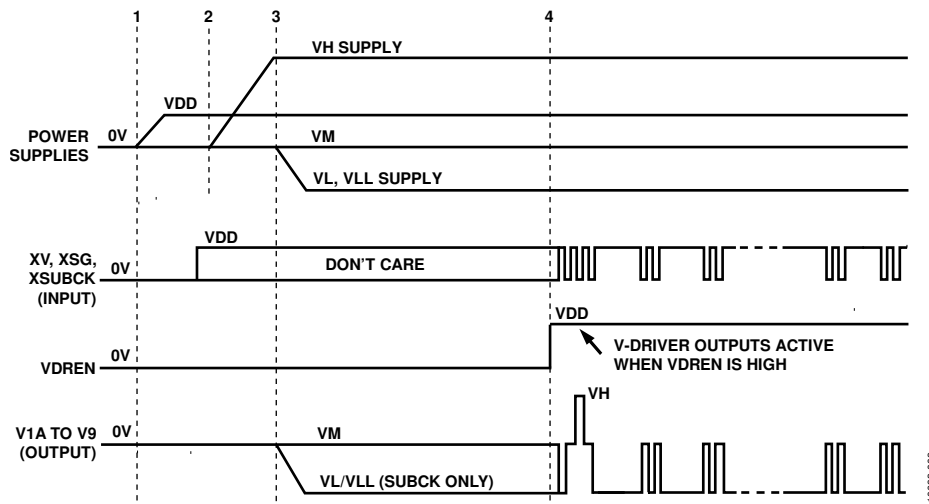 1 2 3 4
VH SUPPLY
VDD
POWER
SUPPLIES
0V
VM
VL, VLL SUPPLY
VDD
XV, XSG,
XSUBCK
(INPUT)
0V
DON'T CARE
VDD
V-DRIVER OUTPUTS ACTIVE
WHEN VDREN IS HIGH
VDREN
0V
VH
V1A TO V9
(OUTPUT)
0V
VM
VL/VLL (SUBCK ONLY)